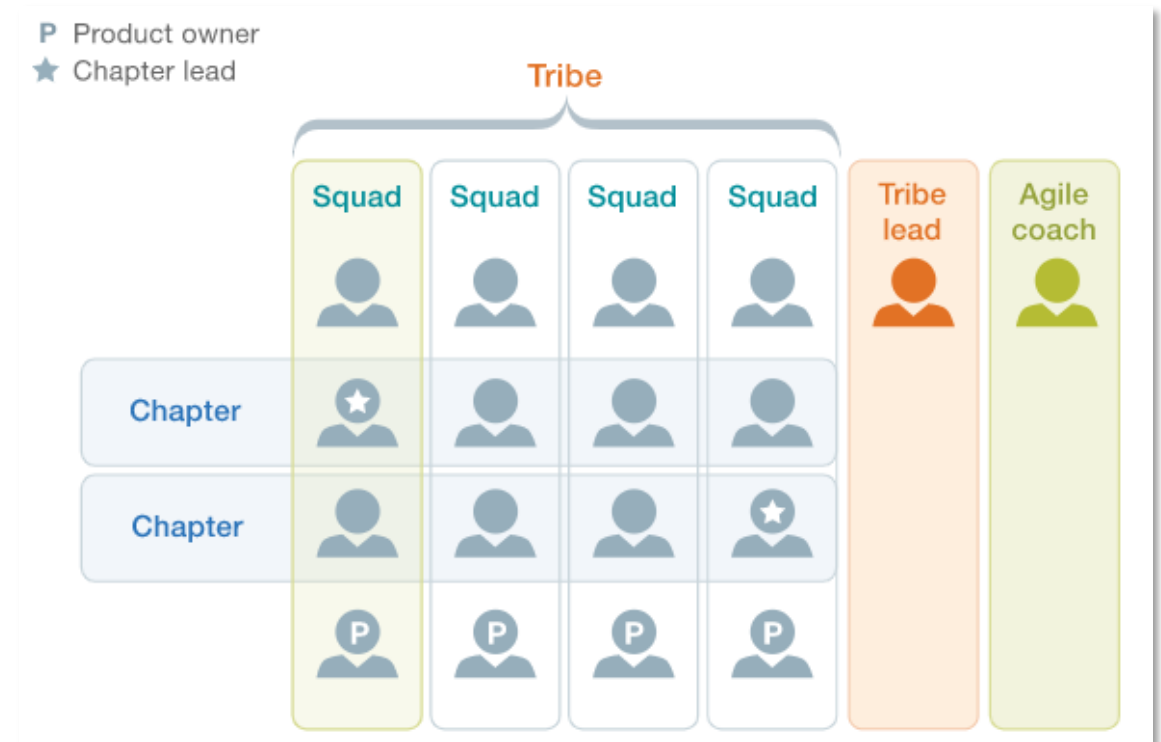 P Product owner
★ Chapter lead
Tribe
Squad Squad Squad Squad Tribe lead Agile coach
Chapter
Chapter
P P P P